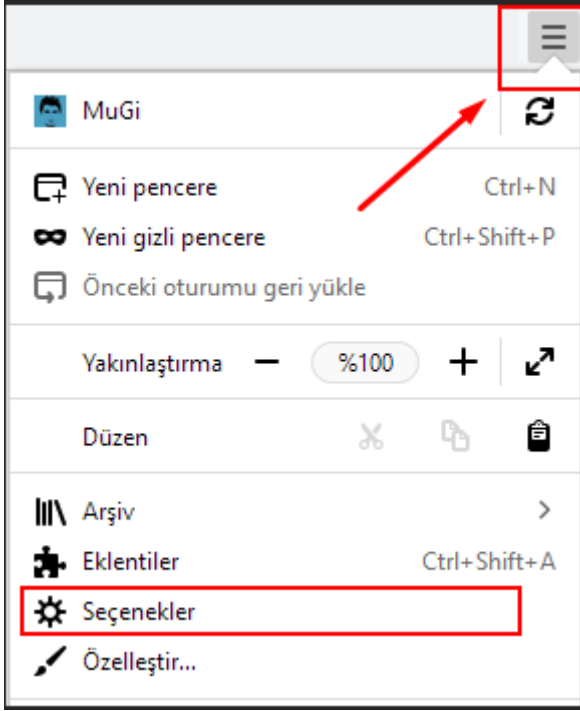 MuGi
Yeni pencere Ctrl+N
Yeni gizli pencere Ctrl+Shift+P
Önceki oturumu geri yükle
Yakınlaştırma %100
Düzen
Arşiv
Eklentiler Ctrl+Shift+A
Seçenekler
Özelleştir...